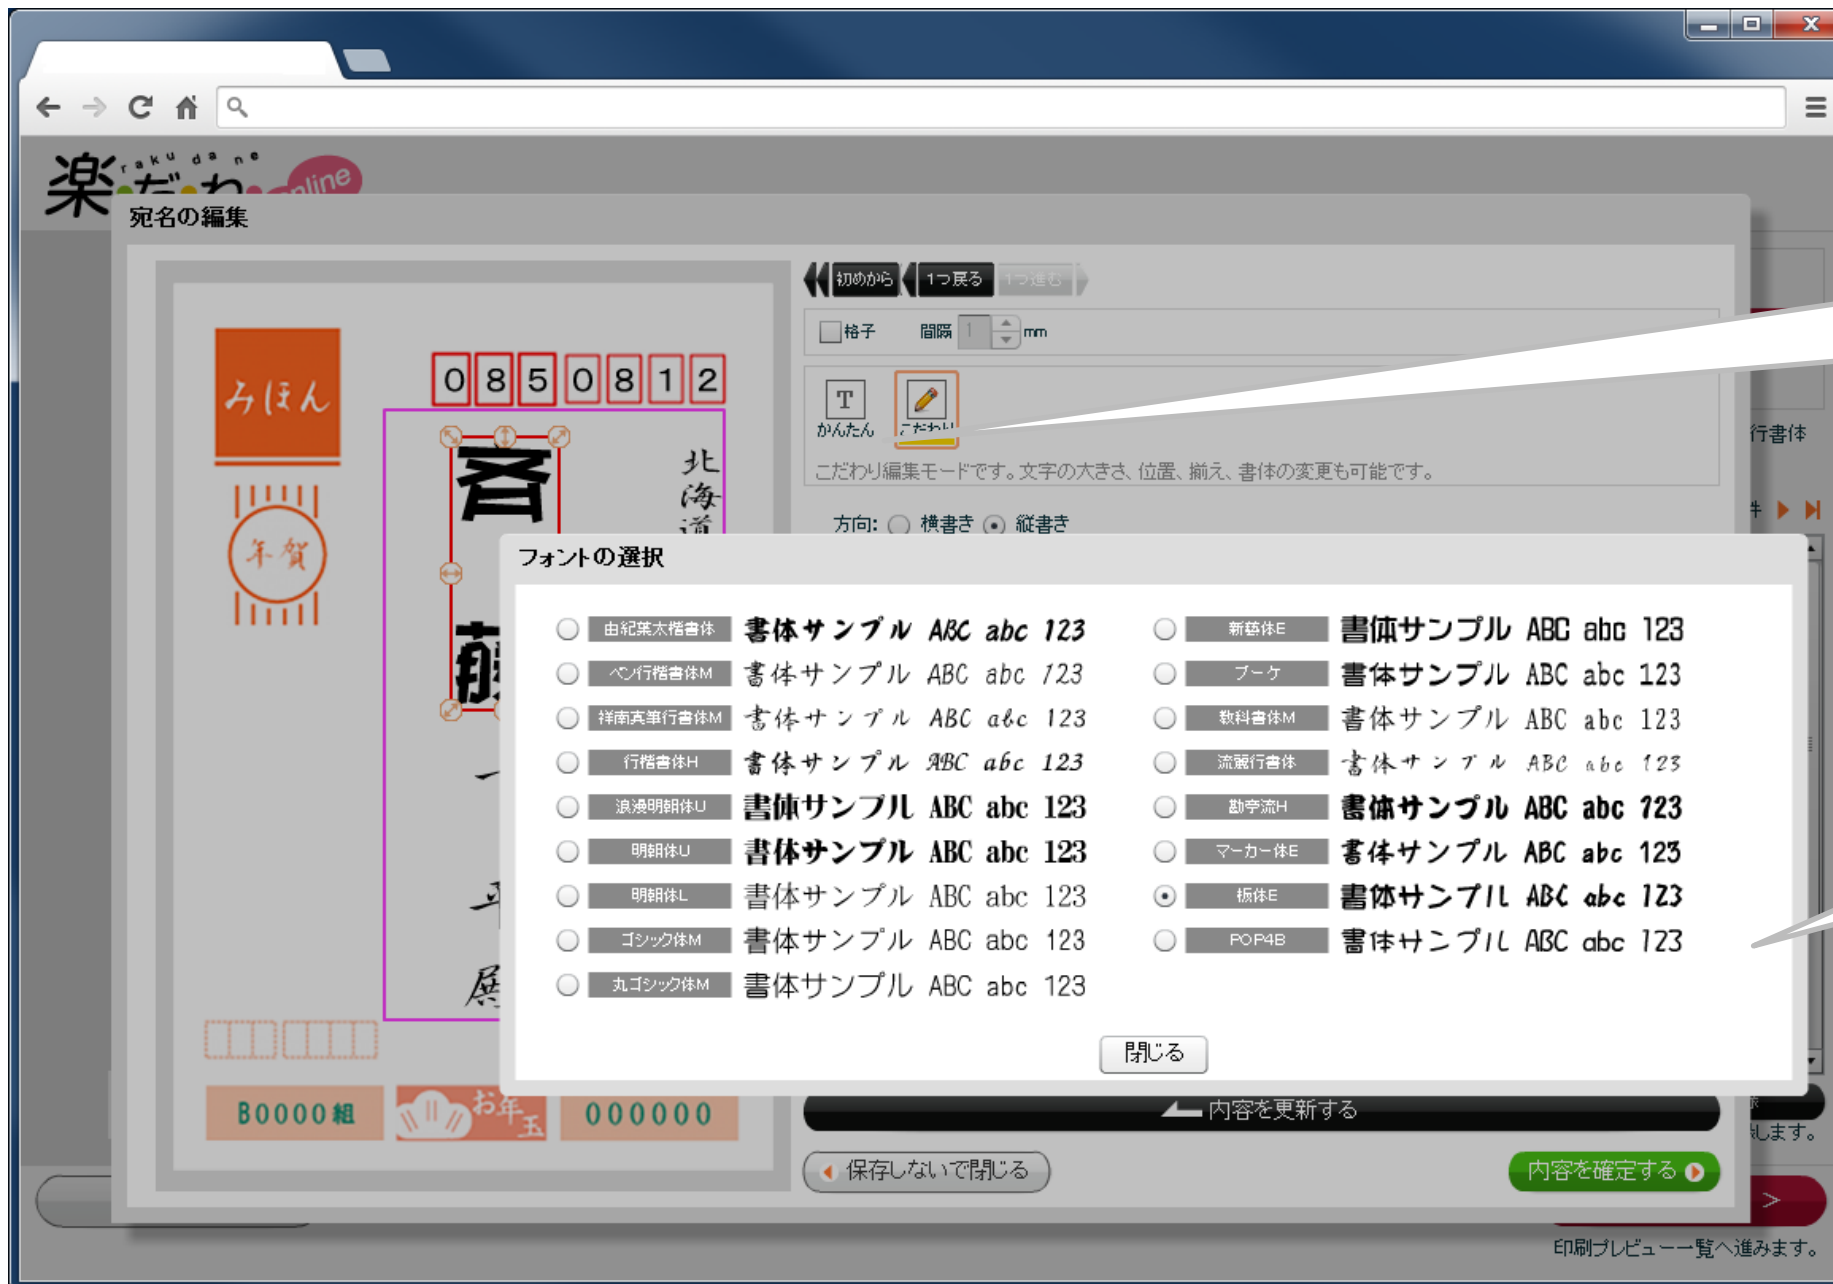 raku da ne
楽だね online
宛名の編集
初めから
1つ戻る
1つ進む
格子 間隔 1 mm
みほん
0850812
T
かんたん
こだわり
こだわり編集モードです。文字の大きさ、位置、揃え、書体の変更も可能です。
行書体
件
方向: 横書き 縦書き
年賀
北海道
斉藤一平
展
フォントの選択
由紀葉太楷書体 書体サンプル ABC abc 123
ペン行楷書体M 書体サンプル ABC abc 123
祥南真筆行書体M 書体サンプル ABC abc 123
行楷書体H 書体サンプル ABC abc 123
浪漫明朝体U 書体サンプル ABC abc 123
明朝体U 書体サンプル ABC abc 123
明朝体L 書体サンプル ABC abc 123
ゴシック体M 書体サンプル ABC abc 123
丸ゴシック体M 書体サンプル ABC abc 123
新藝体E 書体サンプル ABC abc 123
ブーケ 書体サンプル ABC abc 123
教科書体M 書体サンプル ABC abc 123
流麗行書体 書体サンプル ABC abc 123
勘亭流H 書体サンプル ABC abc 123
マーカー体E 書体サンプル ABC abc 123
板体E 書体サンプル ABC abc 123
POP4B 書体サンプル ABC abc 123
閉じる
B0000組
お年玉
000000
内容を更新する
します。
保存しないで閉じる
内容を確定する
>
印刷プレビュー一覧へ進みます。